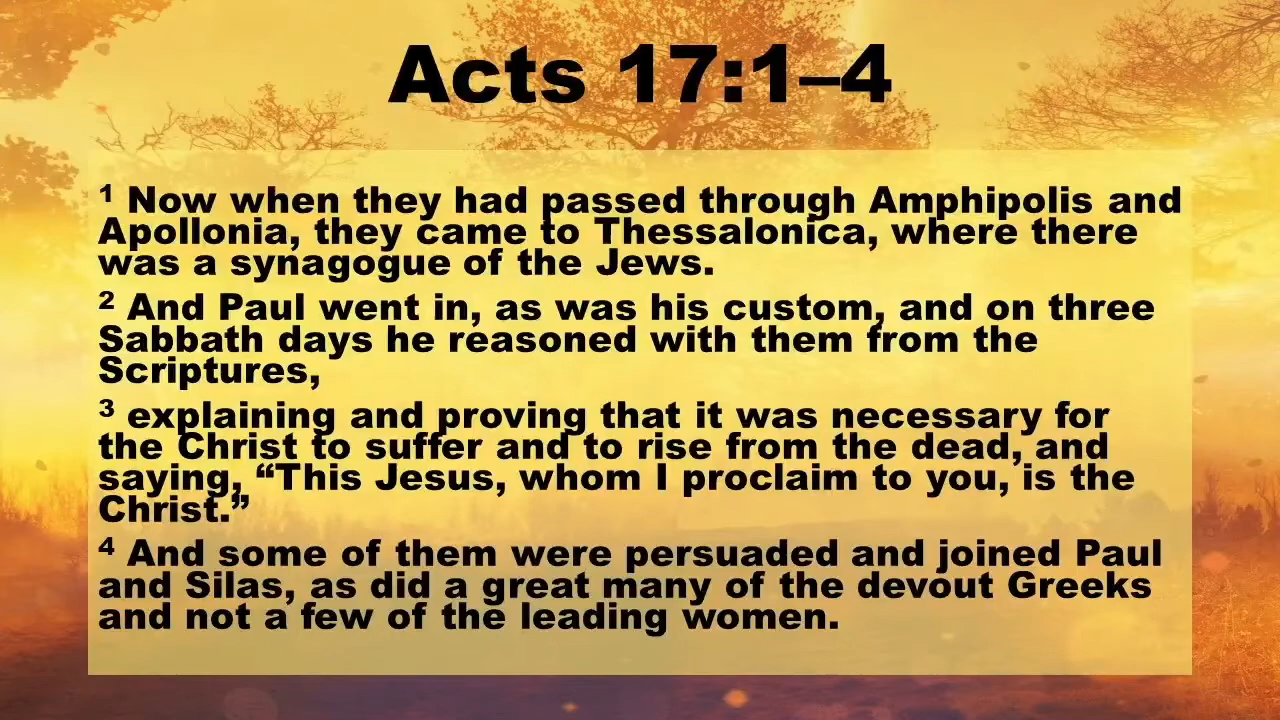 Acts 17:1–4
¹ Now when they had passed through Amphipolis and
Apollonia, they came to Thessalonica, where there
was a synagogue of the Jews.
² And Paul went in, as was his custom, and on three
Sabbath days he reasoned with them from the
Scriptures,
³ explaining and proving that it was necessary for
the Christ to suffer and to rise from the dead, and
saying, “This Jesus, whom I proclaim to you, is the
Christ.”
⁴ And some of them were persuaded and joined Paul
and Silas, as did a great many of the devout Greeks
and not a few of the leading women.